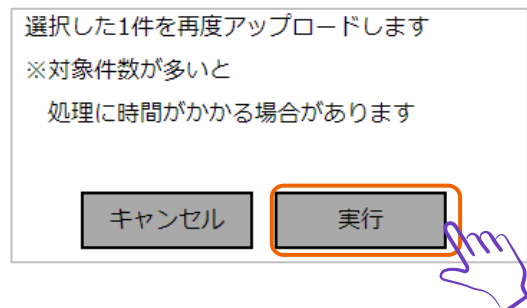 選択した1件を再度アップロードします
※対象件数が多いと
処理に時間がかかる場合があります
キャンセル
実行